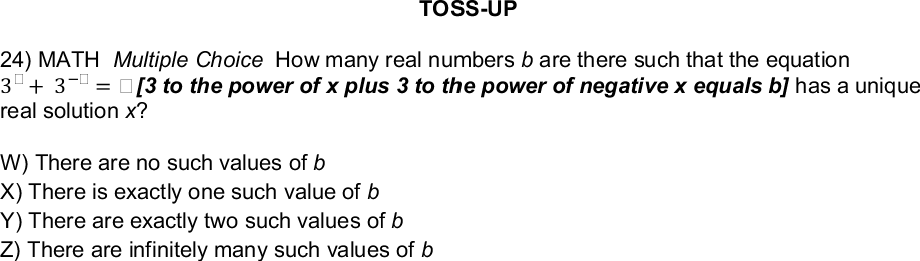 TOSS-UP
24) MATH Multiple Choice How many real numbers b are there such that the equation
3^□ + 3^−□ = □ [3 to the power of x plus 3 to the power of negative x equals b] has a unique
real solution x?
W) There are no such values of b
X) There is exactly one such value of b
Y) There are exactly two such values of b
Z) There are infinitely many such values of b